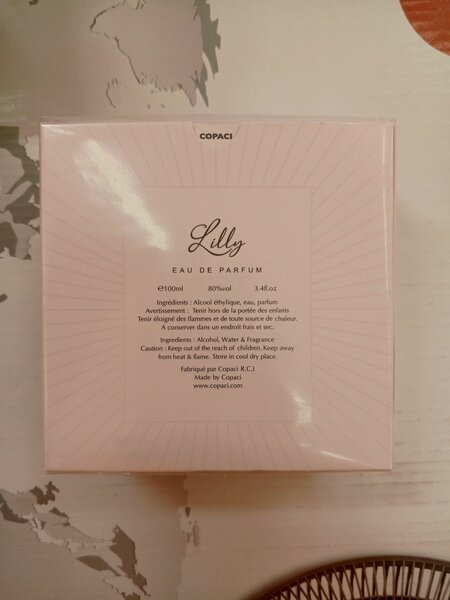 COPACI
Lilly
EAU DE PARFUM
℮100ml 80%vol 3.4fl.oz
Ingrédients : Alcool éthylique, eau, parfum
Avertissement : Tenir hors de la portée des enfants
Tenir éloigné des flammes et de toute source de chaleur.
A conserver dans un endroit frais et sec.
Ingredients : Alcohol, Water & Fragrance
Caution : Keep out of the reach of children. Keep away
from heat & flame. Store in cool dry place.
Fabriqué par Copaci R.C.I
Made by Copaci
www.copaci.com